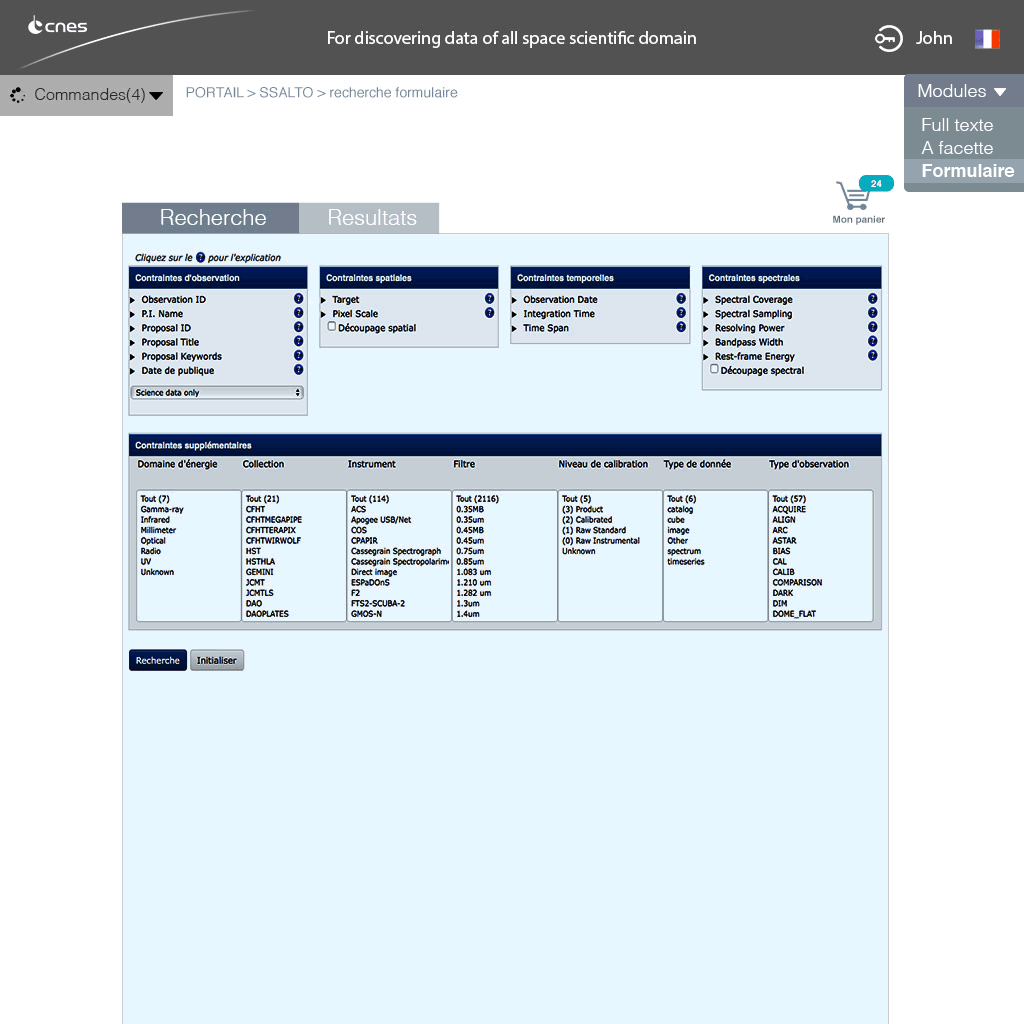 cnes
For discovering data of all space scientific domain
John
Commandes(4)
PORTAIL > SSALTO > recherche formulaire
Modules
Full texte
A facette
Formulaire
24
Mon panier
Recherche
Resultats
Cliquez sur le ? pour l'explication
Contraintes d'observation
Observation ID ?
P.I. Name ?
Proposal ID ?
Proposal Title ?
Proposal Keywords ?
Date de publique ?
Science data only
Contraintes spatiales
Target ?
Pixel Scale ?
Découpage spatial
Contraintes temporelles
Observation Date ?
Integration Time ?
Time Span ?
Contraintes spectrales
Spectral Coverage ?
Spectral Sampling ?
Resolving Power ?
Bandpass Width ?
Rest-frame Energy ?
Découpage spectral
Contraintes supplémentaires
Domaine d'énergie
Tout (7)
Gamma-ray
Infrared
Millimeter
Optical
Radio
UV
Unknown
Collection
Tout (21)
CFHT
CFHTMEGAPIPE
CFHTTERAPIX
CFHTWIRWOLF
HST
HSTHLA
GEMINI
JCMT
JCMTLS
DAO
DAOPLATES
Instrument
Tout (114)
ACS
Apogee USB/Net
COS
CPAPIR
Cassegrain Spectrograph
Cassegrain Spectropolarim
Direct image
ESPaDOnS
F2
FTS2-SCUBA-2
GMOS-N
Filtre
Tout (2116)
0.35MB
0.35um
0.45MB
0.45um
0.75um
0.85um
1.083 um
1.210 um
1.282 um
1.3um
1.4um
Niveau de calibration
Tout (5)
(3) Product
(2) Calibrated
(1) Raw Standard
(0) Raw Instrumental
Unknown
Type de donnée
Tout (6)
catalog
cube
image
Other
spectrum
timeseries
Type d'observation
Tout (57)
ACQUIRE
ALIGN
ARC
ASTAR
BIAS
CAL
CALIB
COMPARISON
DARK
DIM
DOME_FLAT
Recherche
Initialiser